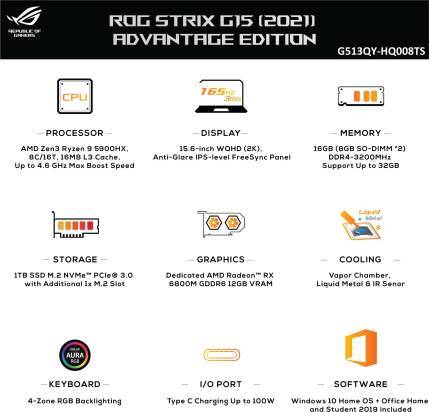 REPUBLIC OF
GAMERS
ROG STRIX G15 (2021)
ADVANTAGE EDITION
G513QY-HQ008TS
CPU
165Hz
3ms
PROCESSOR
AMD Zen3 Ryzen 9 5900HX,
8C/16T, 16MB L3 Cache,
Up to 4.6 GHz Max Boost Speed
DISPLAY
15.6-inch WQHD (2K),
Anti-Glare IPS-level FreeSync Panel
MEMORY
16GB (8GB SO-DIMM *2)
DDR4-3200MHz
Support Up to 32GB
Liquid
Metal
STORAGE
1TB SSD M.2 NVMe™ PCIe® 3.0
with Additional 1x M.2 Slot
GRAPHICS
Dedicated AMD Radeon™ RX
6800M GDDR6 12GB VRAM
COOLING
Vapor Chamber,
Liquid Metal & IR Senor
AURA
RGB
KEYBOARD
4-Zone RGB Backlighting
I/O PORT
Type C Charging Up to 100W
SOFTWARE
Windows 10 Home OS + Office Home
and Student 2019 included